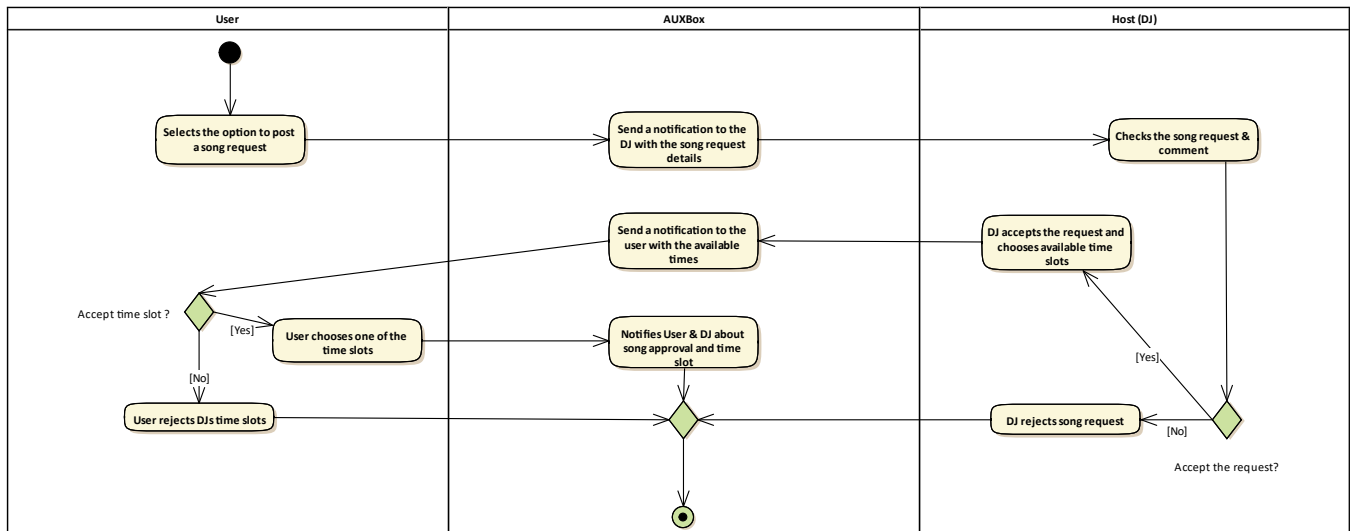 User
AUXBox
Host (DJ)
Selects the option to post
a song request
Send a notification to the
DJ with the song request
details
Checks the song request &
comment
Send a notification to the
user with the available
times
DJ accepts the request and
chooses available time
slots
Accept time slot ?
[Yes]
User chooses one of the
time slots
Notifies User & DJ about
song approval and time
slot
[Yes]
[No]
User rejects DJs time slots
DJ rejects song request
[No]
Accept the request?